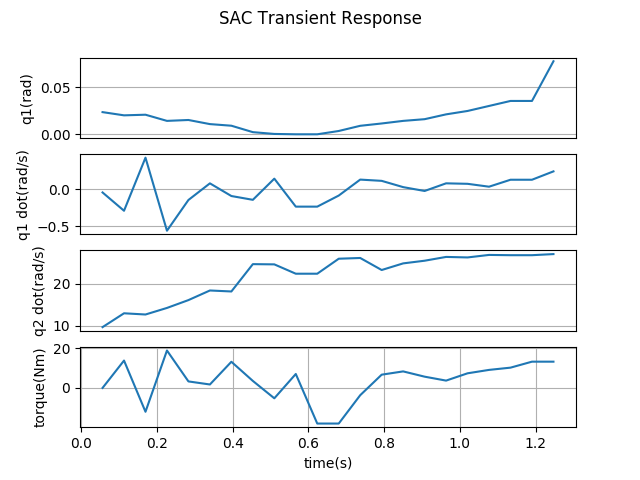 SAC Transient Response
q1(rad)
0.05
0.00
q1 dot(rad/s)
0.0
−0.5
q2 dot(rad/s)
20
10
torque(Nm)
20
0
0.0 0.2 0.4 0.6 0.8 1.0 1.2
time(s)